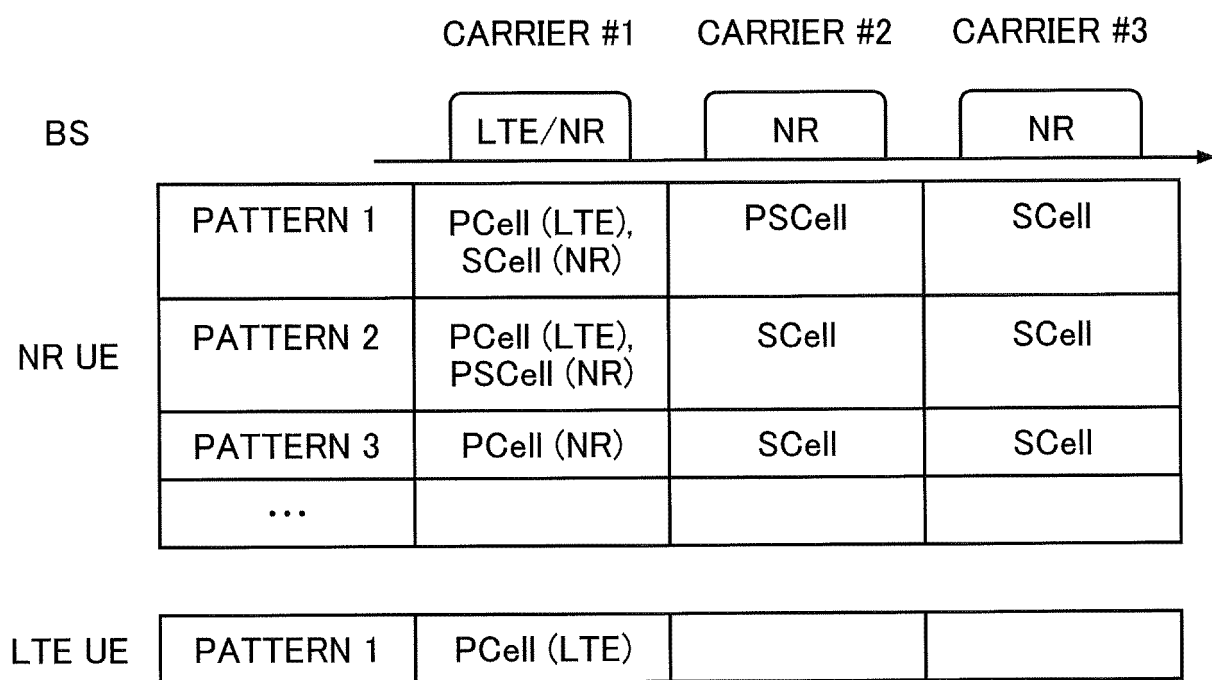 CARRIER #1 CARRIER #2 CARRIER #3
BS LTE/NR NR NR
PATTERN 1 PCell (LTE), PSCell SCell
SCell (NR)
NR UE PATTERN 2 PCell (LTE), SCell SCell
PSCell (NR)
PATTERN 3 PCell (NR) SCell SCell
...
LTE UE PATTERN 1 PCell (LTE)